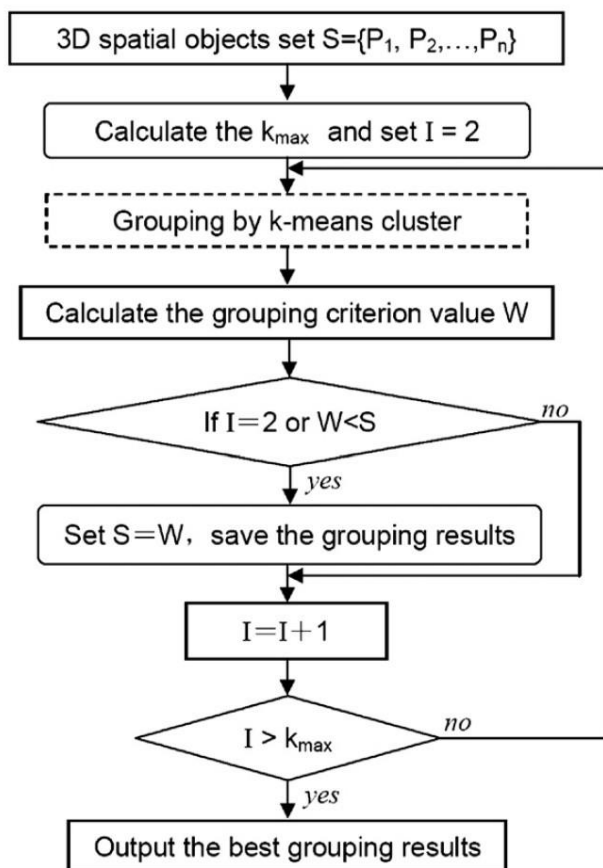 3D spatial objects set S={P₁, P₂,…,Pₙ}
Calculate the kₘₐₓ and set I = 2
Grouping by k-means cluster
Calculate the grouping criterion value W
If I=2 or W<S
no
yes
Set S=W, save the grouping results
I=I+1
I > kₘₐₓ
no
yes
Output the best grouping results